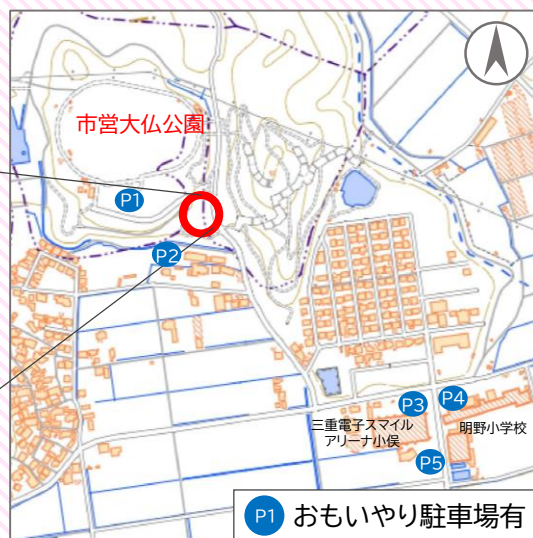 市営大仏公園
P1
P2
P3
P4
三重電子スマイル
アリーナ小俣
明野小学校
P5
P1 おもいやり駐車場有